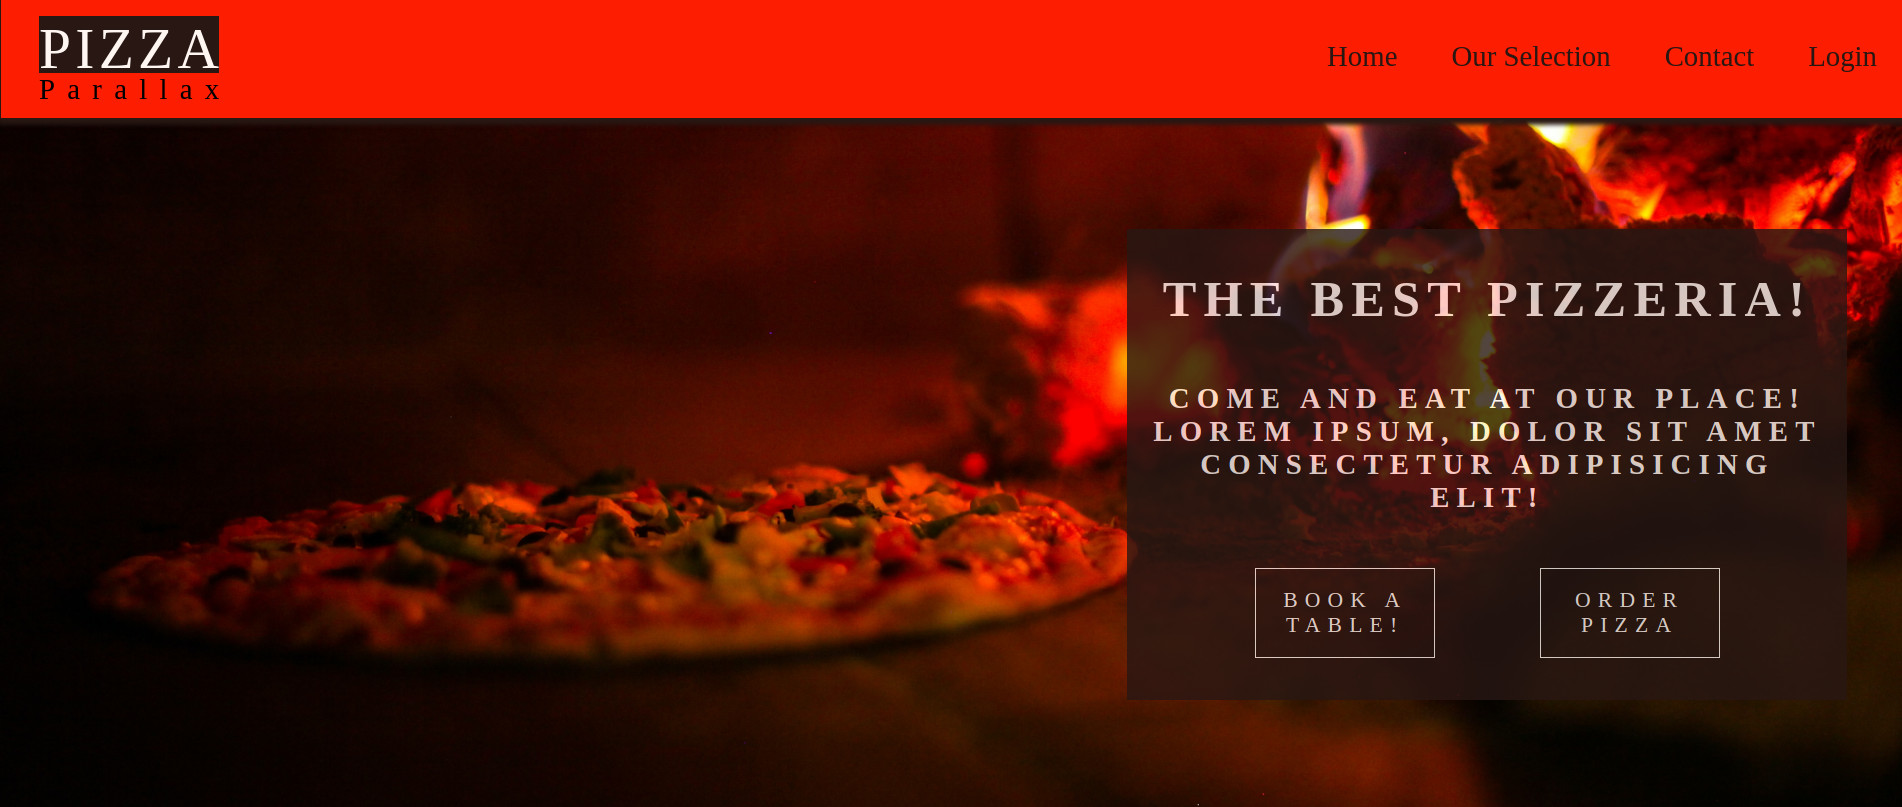 PIZZA
Parallax
Home Our Selection Contact Login
THE BEST PIZZERIA!
COME AND EAT AT OUR PLACE!
LOREM IPSUM, DOLOR SIT AMET
CONSECTETUR ADIPISICING
ELIT!
BOOK A
TABLE!
ORDER
PIZZA